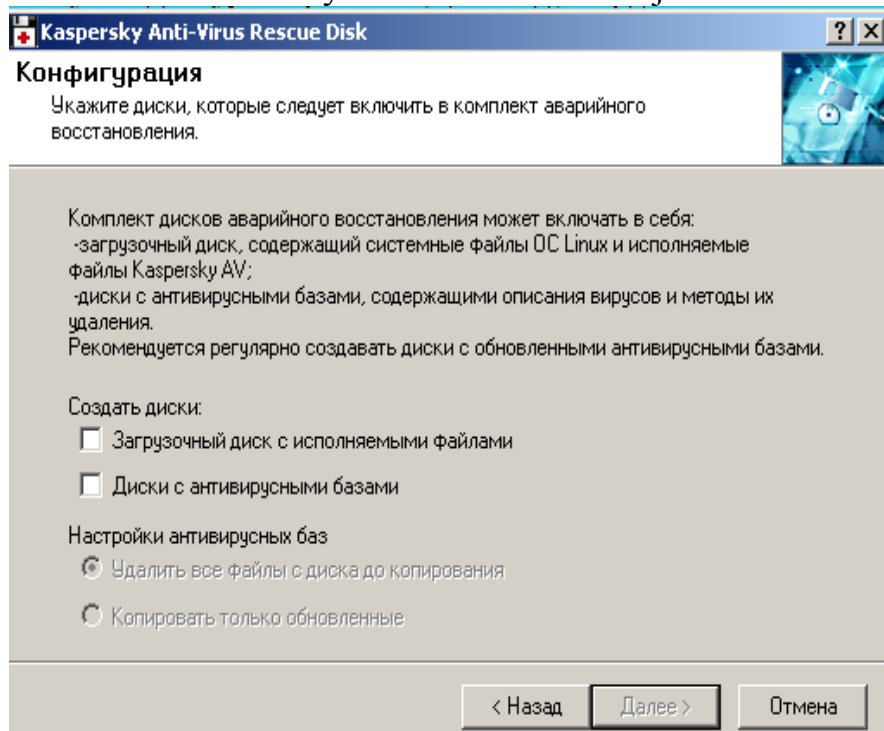 Kaspersky Anti-Virus Rescue Disk
Конфигурация
Укажите диски, которые следует включить в комплект аварийного
восстановления.
Комплект дисков аварийного восстановления может включать в себя:
-загрузочный диск, содержащий системные файлы ОС Linux и исполняемые
файлы Kaspersky AV;
-диски с антивирусными базами, содержащими описания вирусов и методы их
удаления.
Рекомендуется регулярно создавать диски с обновленными антивирусными базами.
Создать диски:
Загрузочный диск с исполняемыми файлами
Диски с антивирусными базами
Настройки антивирусных баз
Удалить все файлы с диска до копирования
Копировать только обновленные
< Назад Далее > Отмена